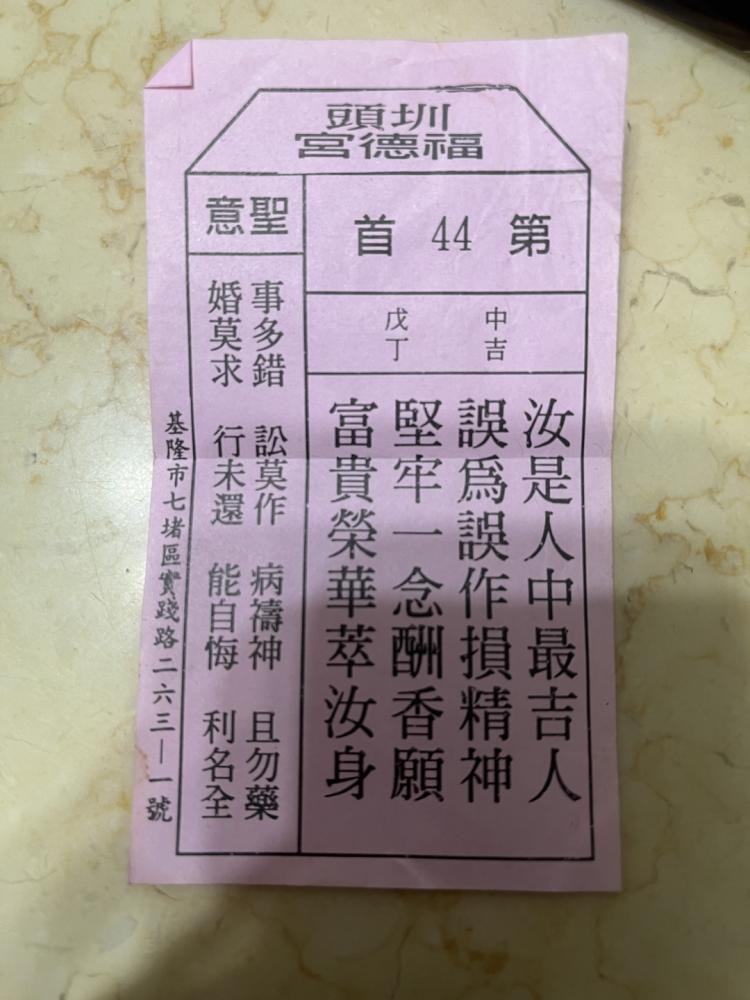 圳頭
福德宮
第 44 首
中吉
戊丁
汝是人中最吉人
誤為誤作損精神
堅牢一念酬香願
富貴榮華萃汝身
聖意
事多錯 訟莫作 病禱神 且勿藥
婚莫求 行未還 能自悔 利名全
基隆市七堵區實踐路二六三—一號